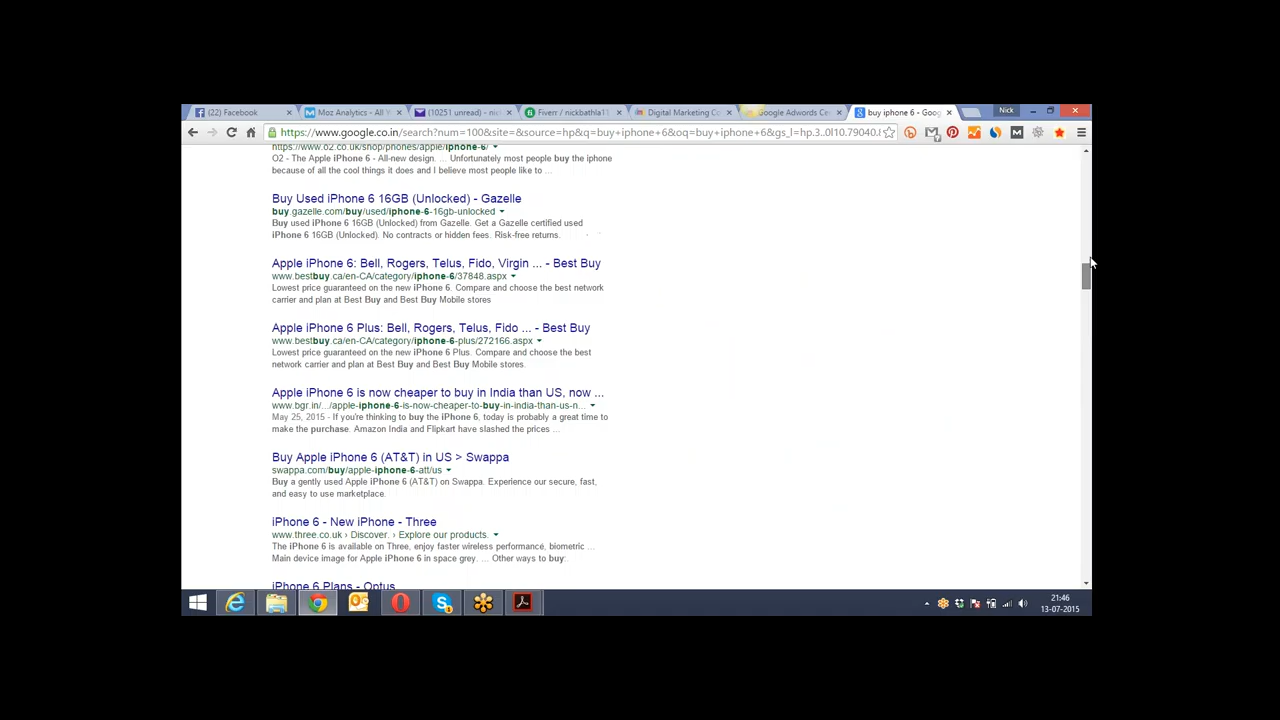 (22) Facebook
Moz Analytics - All
(10251 unread) - nic
Fiverr / nickbathla11
Digital Marketing Co
Google Adwords Ce
buy iphone 6 - Goog
Nick
https://www.google.co.in/search?num=100&site=&source=hp&q=buy+iphone+6&oq=buy+iphone+6&gs_l=hp.3..0l10.79040.
https://www.o2.co.uk/shop/phones/apple/iphone-6/
O2 - The Apple iPhone 6 - All-new design. ... Unfortunately most people buy the iphone
because of all the cool things it does and I believe most people like to ...
Buy Used iPhone 6 16GB (Unlocked) - Gazelle
buy.gazelle.com/buy/used/iphone-6-16gb-unlocked
Buy used iPhone 6 16GB (Unlocked) from Gazelle. Get a Gazelle certified used
iPhone 6 16GB (Unlocked). No contracts or hidden fees. Risk-free returns.
Apple iPhone 6: Bell, Rogers, Telus, Fido, Virgin ... - Best Buy
www.bestbuy.ca/en-CA/category/iphone-6/37848.aspx
Lowest price guaranteed on the new iPhone 6. Compare and choose the best network
carrier and plan at Best Buy and Best Buy Mobile stores
Apple iPhone 6 Plus: Bell, Rogers, Telus, Fido ... - Best Buy
www.bestbuy.ca/en-CA/category/iphone-6-plus/272166.aspx
Lowest price guaranteed on the new iPhone 6 Plus. Compare and choose the best
network carrier and plan at Best Buy and Best Buy Mobile stores.
Apple iPhone 6 is now cheaper to buy in India than US, now ...
www.bgr.in/.../apple-iphone-6-is-now-cheaper-to-buy-in-india-than-us-n...
May 25, 2015 - If you're thinking to buy the iPhone 6, today is probably a great time to
make the purchase. Amazon India and Flipkart have slashed the prices ...
Buy Apple iPhone 6 (AT&T) in US > Swappa
swappa.com/buy/apple-iphone-6-att/us
Buy a gently used Apple iPhone 6 (AT&T) on Swappa. Experience our secure, fast,
and easy to use marketplace.
iPhone 6 - New iPhone - Three
www.three.co.uk › Discover. › Explore our products.
The iPhone 6 is available on Three, enjoy faster wireless performance, biometric ...
Main device image for Apple iPhone 6 in space grey. ... Other ways to buy:
iPhone 6 Plans - Optus
21:46
13-07-2015